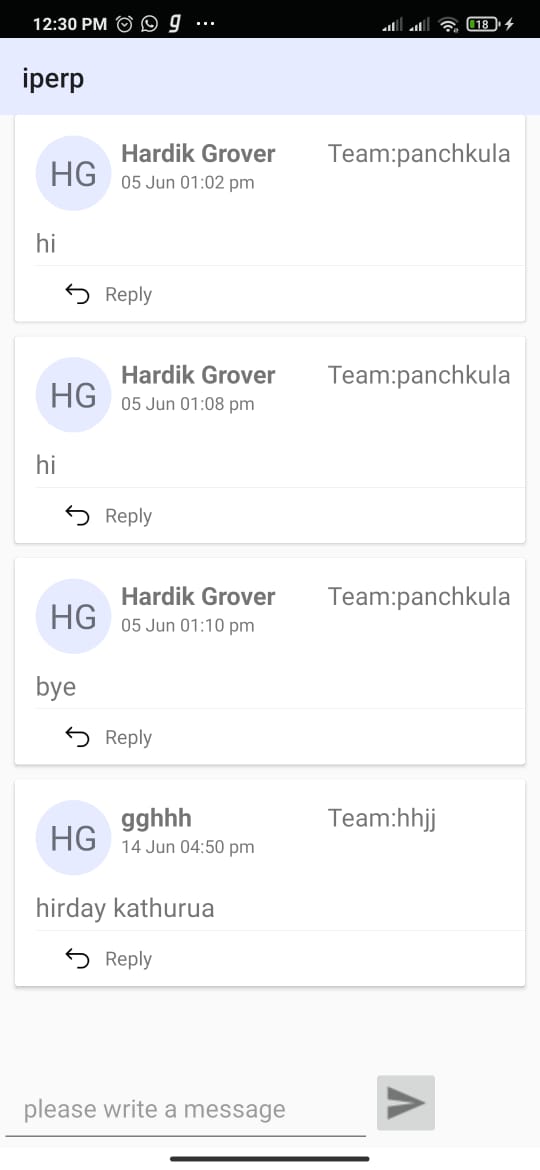 12:30 PM g ... 18
iperp
HG Hardik Grover Team:panchkula
05 Jun 01:02 pm
hi
Reply
HG Hardik Grover Team:panchkula
05 Jun 01:08 pm
hi
Reply
HG Hardik Grover Team:panchkula
05 Jun 01:10 pm
bye
Reply
HG gghhh Team:hhjj
14 Jun 04:50 pm
hirday kathurua
Reply
please write a message